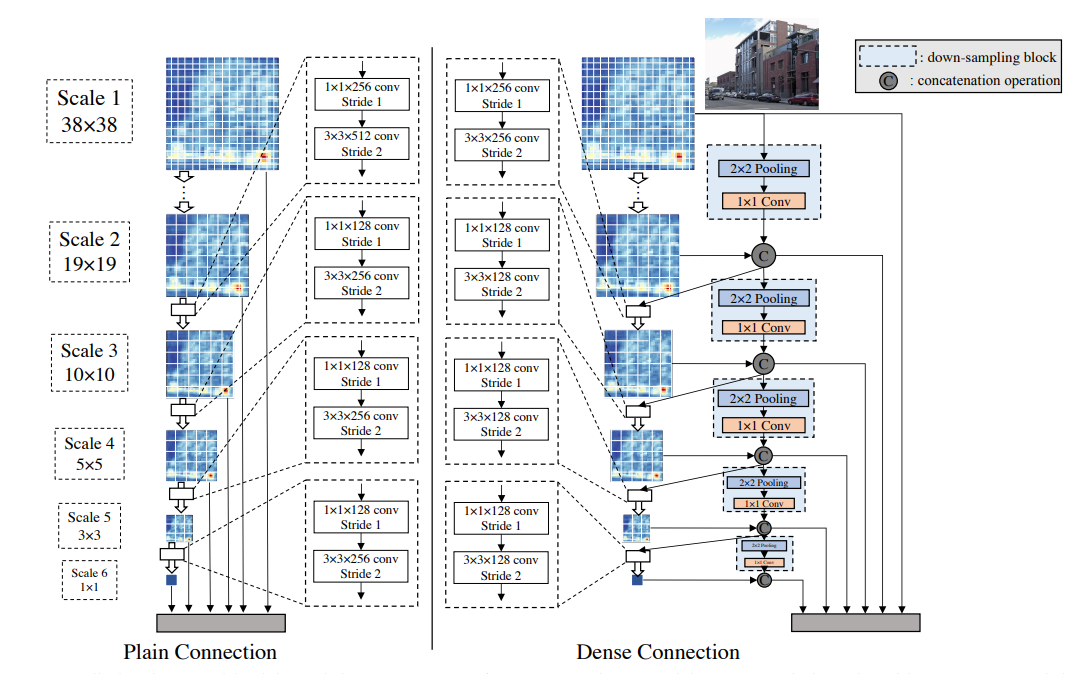 Scale 1
38×38
Scale 2
19×19
Scale 3
10×10
Scale 4
5×5
Scale 5
3×3
Scale 6
1×1
1×1×256 conv
Stride 1
3×3×512 conv
Stride 2
1×1×128 conv
Stride 1
3×3×256 conv
Stride 2
1×1×128 conv
Stride 1
3×3×256 conv
Stride 2
1×1×128 conv
Stride 1
3×3×256 conv
Stride 2
Plain Connection
1×1×256 conv
Stride 1
3×3×256 conv
Stride 2
1×1×128 conv
Stride 1
3×3×128 conv
Stride 2
1×1×128 conv
Stride 1
3×3×128 conv
Stride 2
1×1×128 conv
Stride 1
3×3×128 conv
Stride 2
: down-sampling block
C : concatenation operation
2×2 Pooling
1×1 Conv
C
2×2 Pooling
1×1 Conv
C
2×2 Pooling
1×1 Conv
C
2×2 Pooling
1×1 Conv
C
2×2 Pooling
1×1 Conv
C
Dense Connection